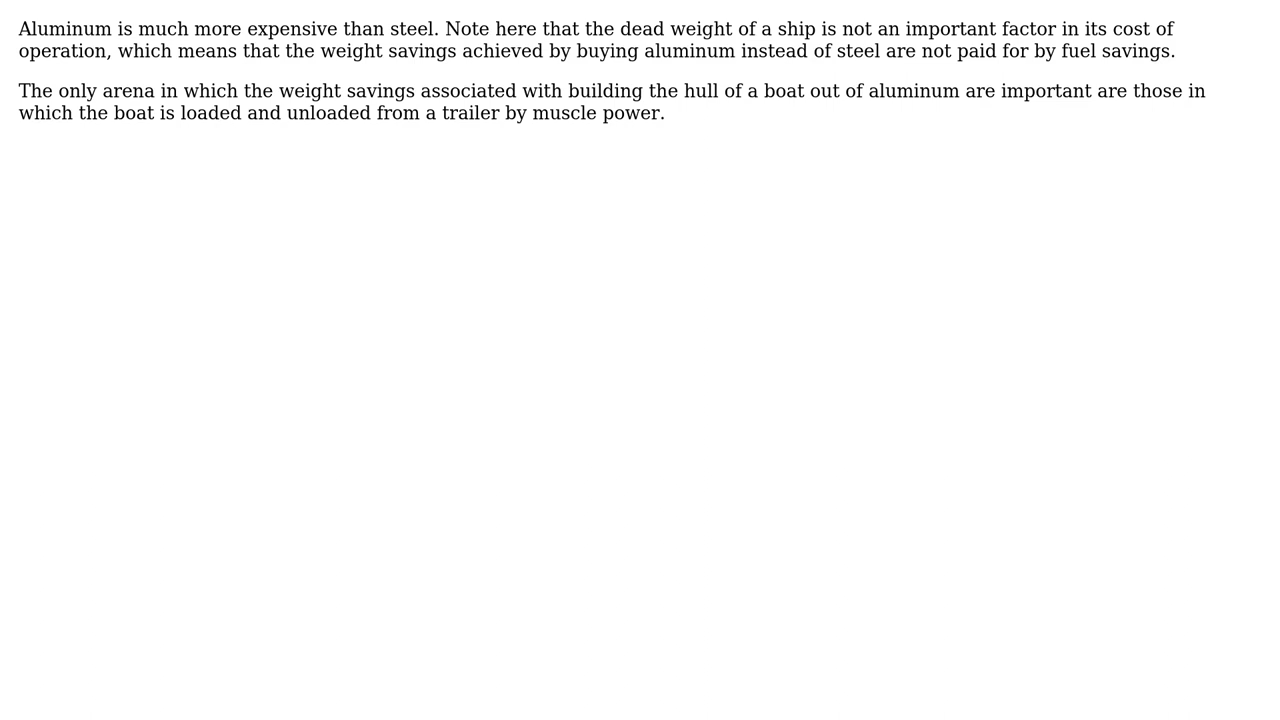 Aluminum is much more expensive than steel. Note here that the dead weight of a ship is not an important factor in its cost of
operation, which means that the weight savings achieved by buying aluminum instead of steel are not paid for by fuel savings.
The only arena in which the weight savings associated with building the hull of a boat out of aluminum are important are those in
which the boat is loaded and unloaded from a trailer by muscle power.